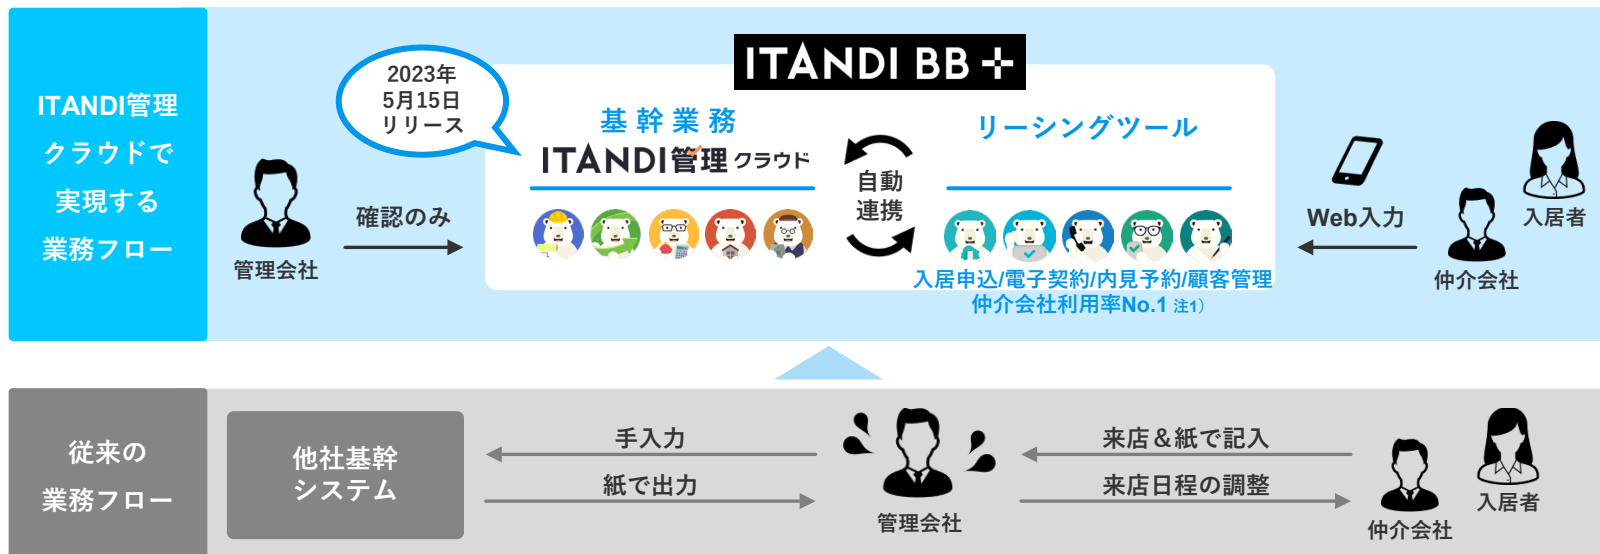 ITANDI管理
クラウドで
実現する
業務フロー
管理会社
確認のみ
2023年
5月15日
リリース
ITANDI BB +
基幹業務
ITANDI管理クラウド
自動
連携
リーシングツール
入居申込/電子契約/内見予約/顧客管理
仲介会社利用率No.1 注1）
Web入力
仲介会社
入居者
従来の
業務フロー
他社基幹
システム
手入力
紙で出力
管理会社
来店＆紙で記入
来店日程の調整
仲介会社
入居者